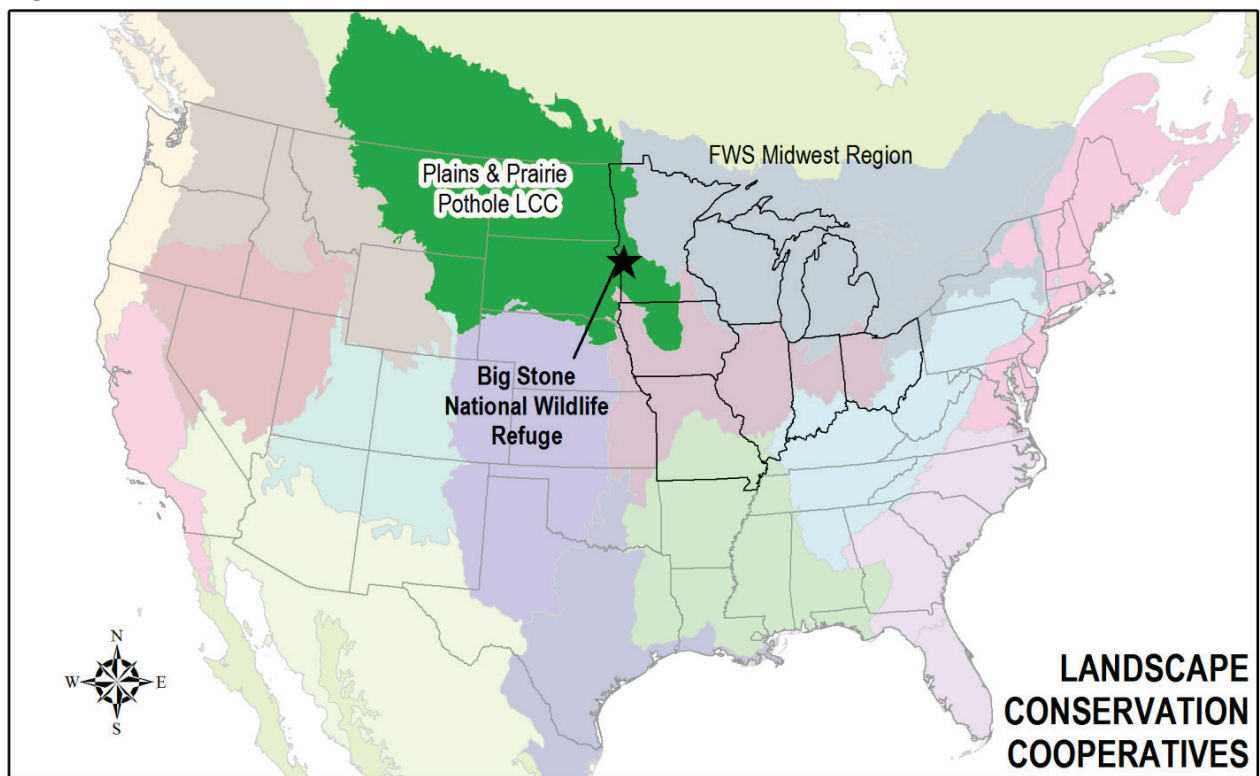 FWS Midwest Region
Plains & Prairie
Pothole LCC
Big Stone
National Wildlife
Refuge
N
W
E
S
LANDSCAPE
CONSERVATION
COOPERATIVES